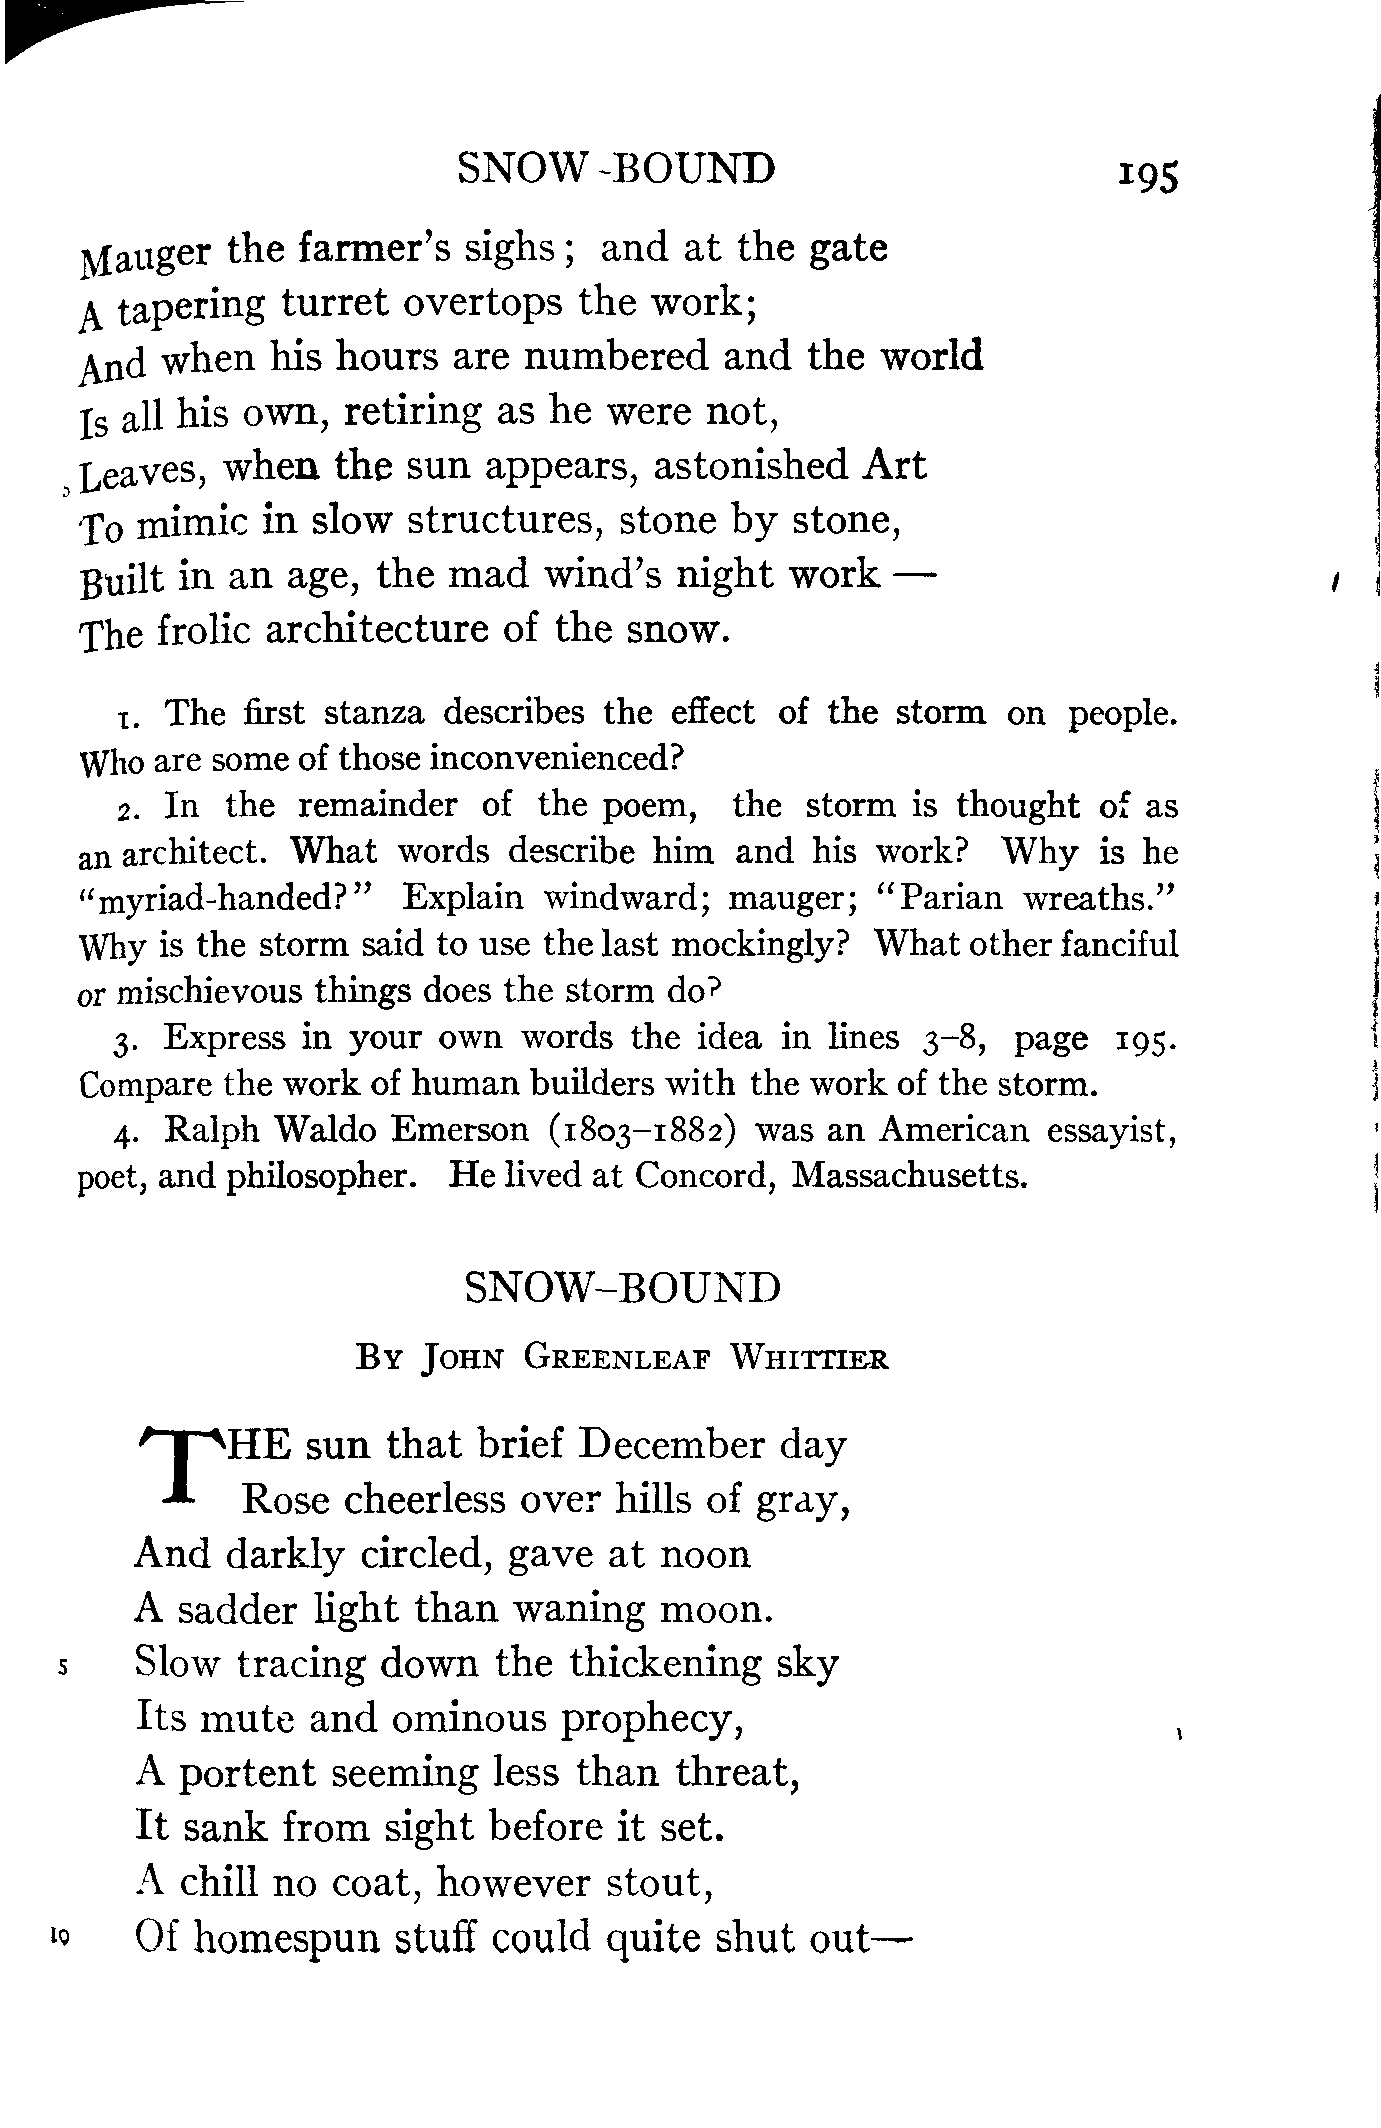 SNOW-BOUND 195
Mauger the farmer's sighs; and at the gate
A tapering turret overtops the work;
And when his hours are numbered and the world
Is all his own, retiring as he were not,
5 Leaves, when the sun appears, astonished Art
To mimic in slow structures, stone by stone,
Built in an age, the mad wind's night work —
The frolic architecture of the snow.
1. The first stanza describes the effect of the storm on people.
Who are some of those inconvenienced?
2. In the remainder of the poem, the storm is thought of as
an architect. What words describe him and his work? Why is he
"myriad-handed?" Explain windward; mauger; "Parian wreaths."
Why is the storm said to use the last mockingly? What other fanciful
or mischievous things does the storm do?
3. Express in your own words the idea in lines 3–8, page 195.
Compare the work of human builders with the work of the storm.
4. Ralph Waldo Emerson (1803–1882) was an American essayist,
poet, and philosopher. He lived at Concord, Massachusetts.
SNOW–BOUND
BY JOHN GREENLEAF WHITTIER
THE sun that brief December day
Rose cheerless over hills of gray,
And darkly circled, gave at noon
A sadder light than waning moon.
5 Slow tracing down the thickening sky
Its mute and ominous prophecy,
A portent seeming less than threat,
It sank from sight before it set.
A chill no coat, however stout,
10 Of homespun stuff could quite shut out—